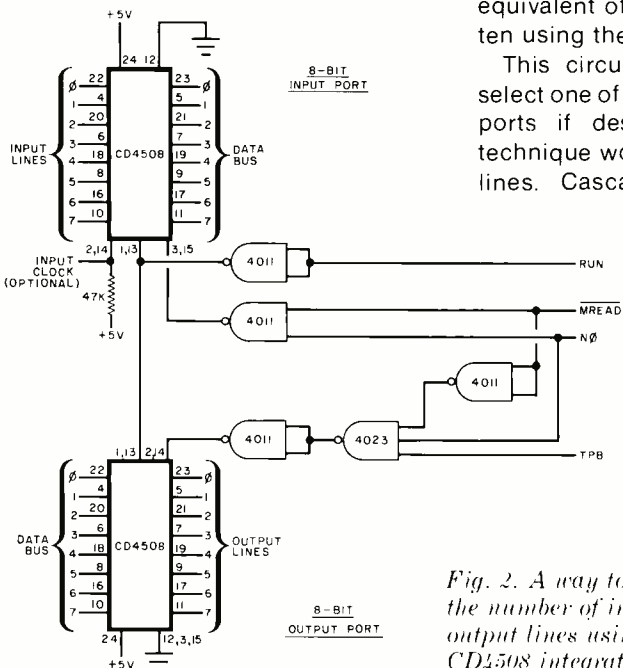 equivalent of
ten using the
This circu
select one of
ports if des
technique wo
lines. Casca
+5V
24 12
8-BIT
INPUT PORT
INPUT
LINES
Ø 22
1 4
2 20
3 6
4 18
5 8
6 16
7 10
CD4508
23 Ø
5 1
21 2
7 3
19 4
9 5
17 6
11 7
DATA
BUS
2,14 1,13 3,15
INPUT
CLOCK
(OPTIONAL)
47K
+5V
4011
RUN
4011
MREAD
NØ
4011
4011
4023
TPB
1,13 2,14
DATA
BUS
Ø 22
1 4
2 20
3 6
4 18
5 8
6 16
7 10
CD4508
23 Ø
5 1
21 2
7 3
19 4
9 5
17 6
11 7
OUTPUT
LINES
24 12,3,15
+5V
8-BIT
OUTPUT PORT
Fig. 2. A way to
the number of in
output lines usin
CD4508 integrat